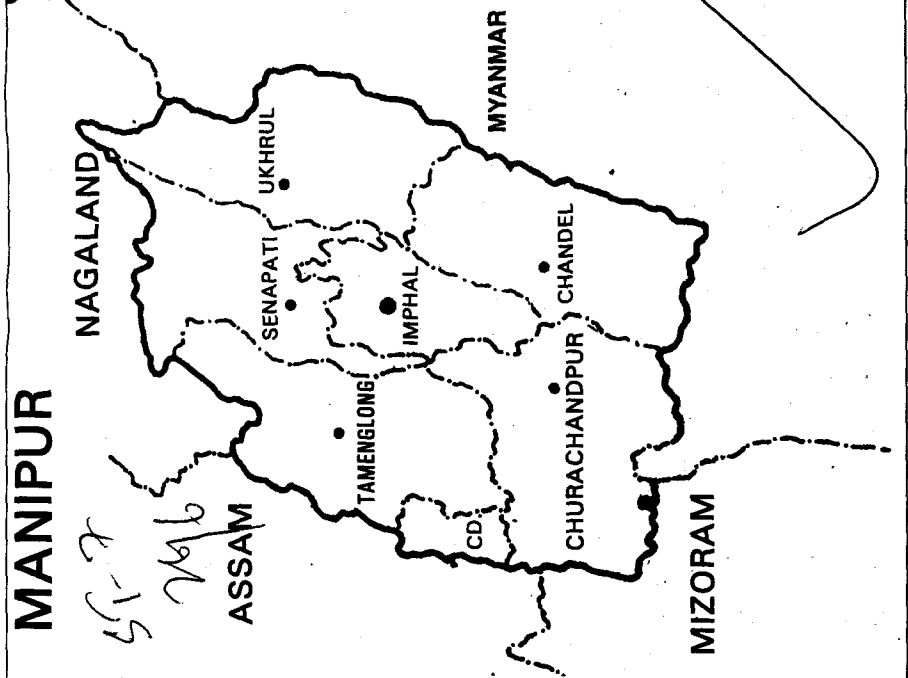 MANIPUR
NAGALAND
ASSAM
MYANMAR
MIZORAM
UKHRUL
SENAPATI
IMPHAL
TAMENGLONG
CHANDEL
CHURACHANDPUR
CD